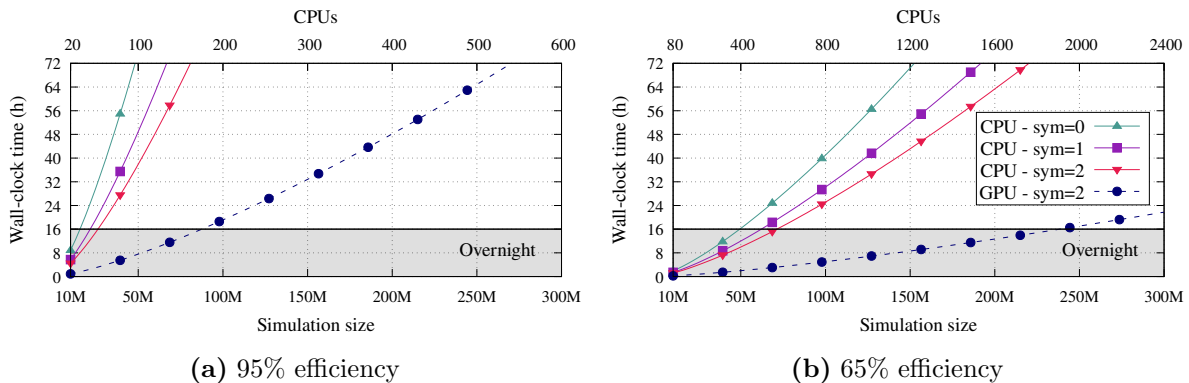 CPUs
20 100 200 300 400 500 600
72
64
56
48
40
32
24
16
8
0
Wall-clock time (h)
Overnight
10M 50M 100M 150M 200M 250M 300M
Simulation size
(a) 95% efficiency
CPUs
80 400 800 1200 1600 2000 2400
72
64
56
48
40
32
24
16
8
0
Wall-clock time (h)
CPU - sym=0
CPU - sym=1
CPU - sym=2
GPU - sym=2
Overnight
10M 50M 100M 150M 200M 250M 300M
Simulation size
(b) 65% efficiency